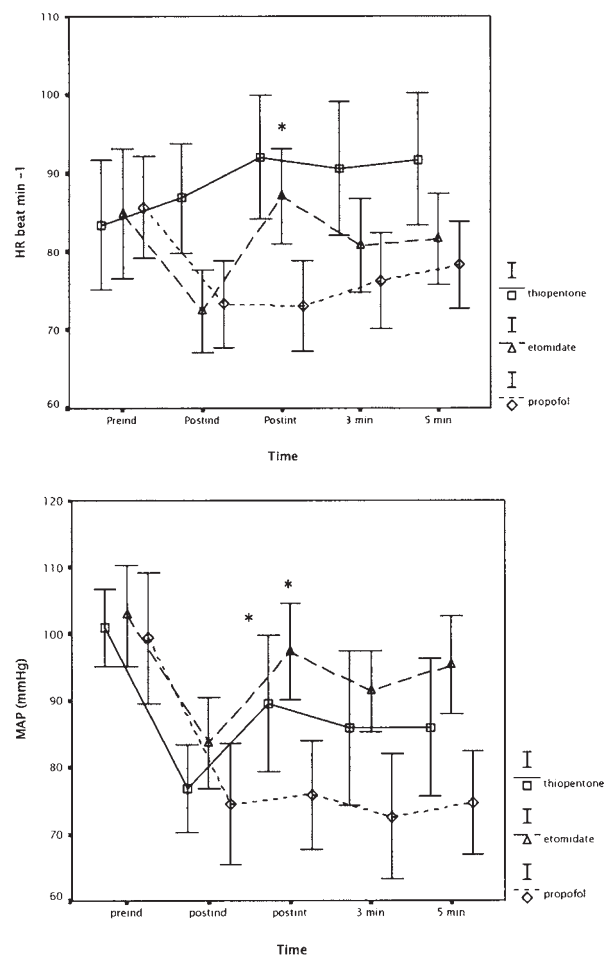 110
100
90
80
70
60
HR beat min -1
*
Preind Postind Postint 3 min 5 min
Time
thiopentone
etomidate
propofol
120
110
100
90
80
70
60
MAP (mmHg)
*
*
preind postind postint 3 min 5 min
Time
thiopentone
etomidate
propofol